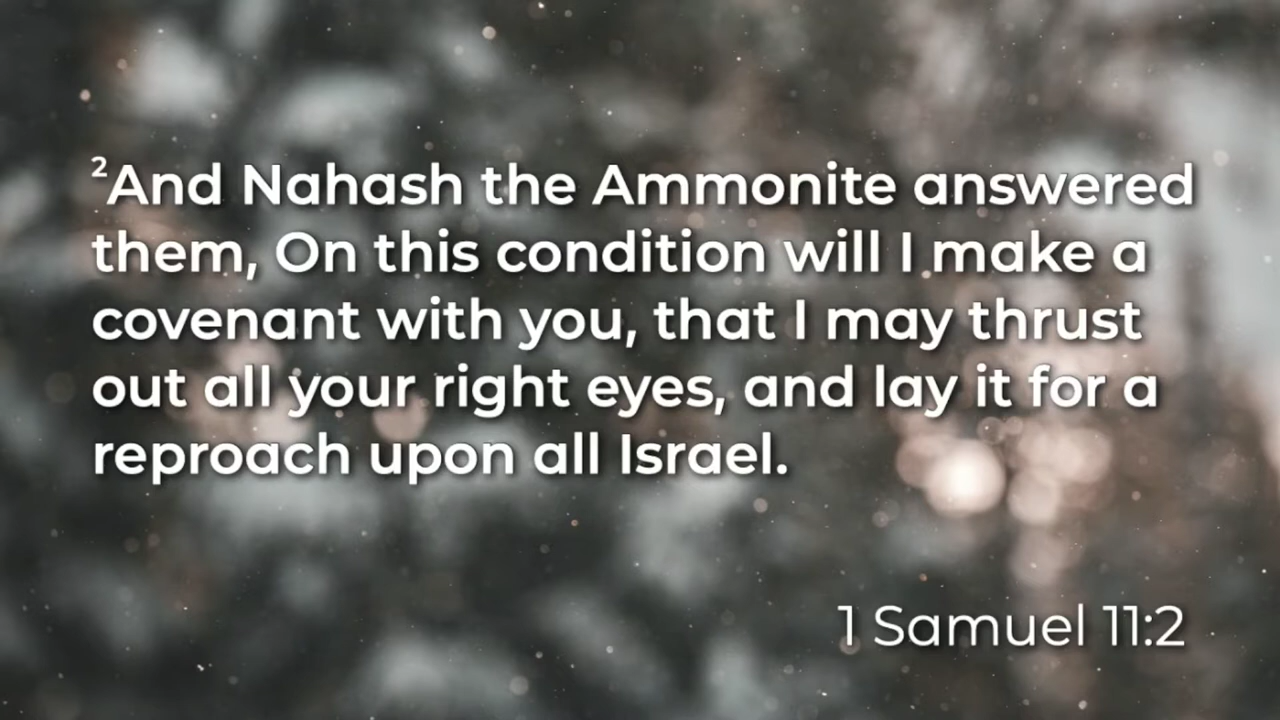 ²And Nahash the Ammonite answered
them, On this condition will I make a
covenant with you, that I may thrust
out all your right eyes, and lay it for a
reproach upon all Israel.
1 Samuel 11:2